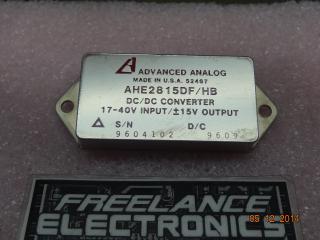 ADVANCED ANALOG
MADE IN U.S.A. 52467
AHE2815DF/HB
DC/DC CONVERTER
17-40V INPUT/±15V OUTPUT
S/N D/C
9604102 9609
FREELANCE
ELECTRONICS
05 12 2014